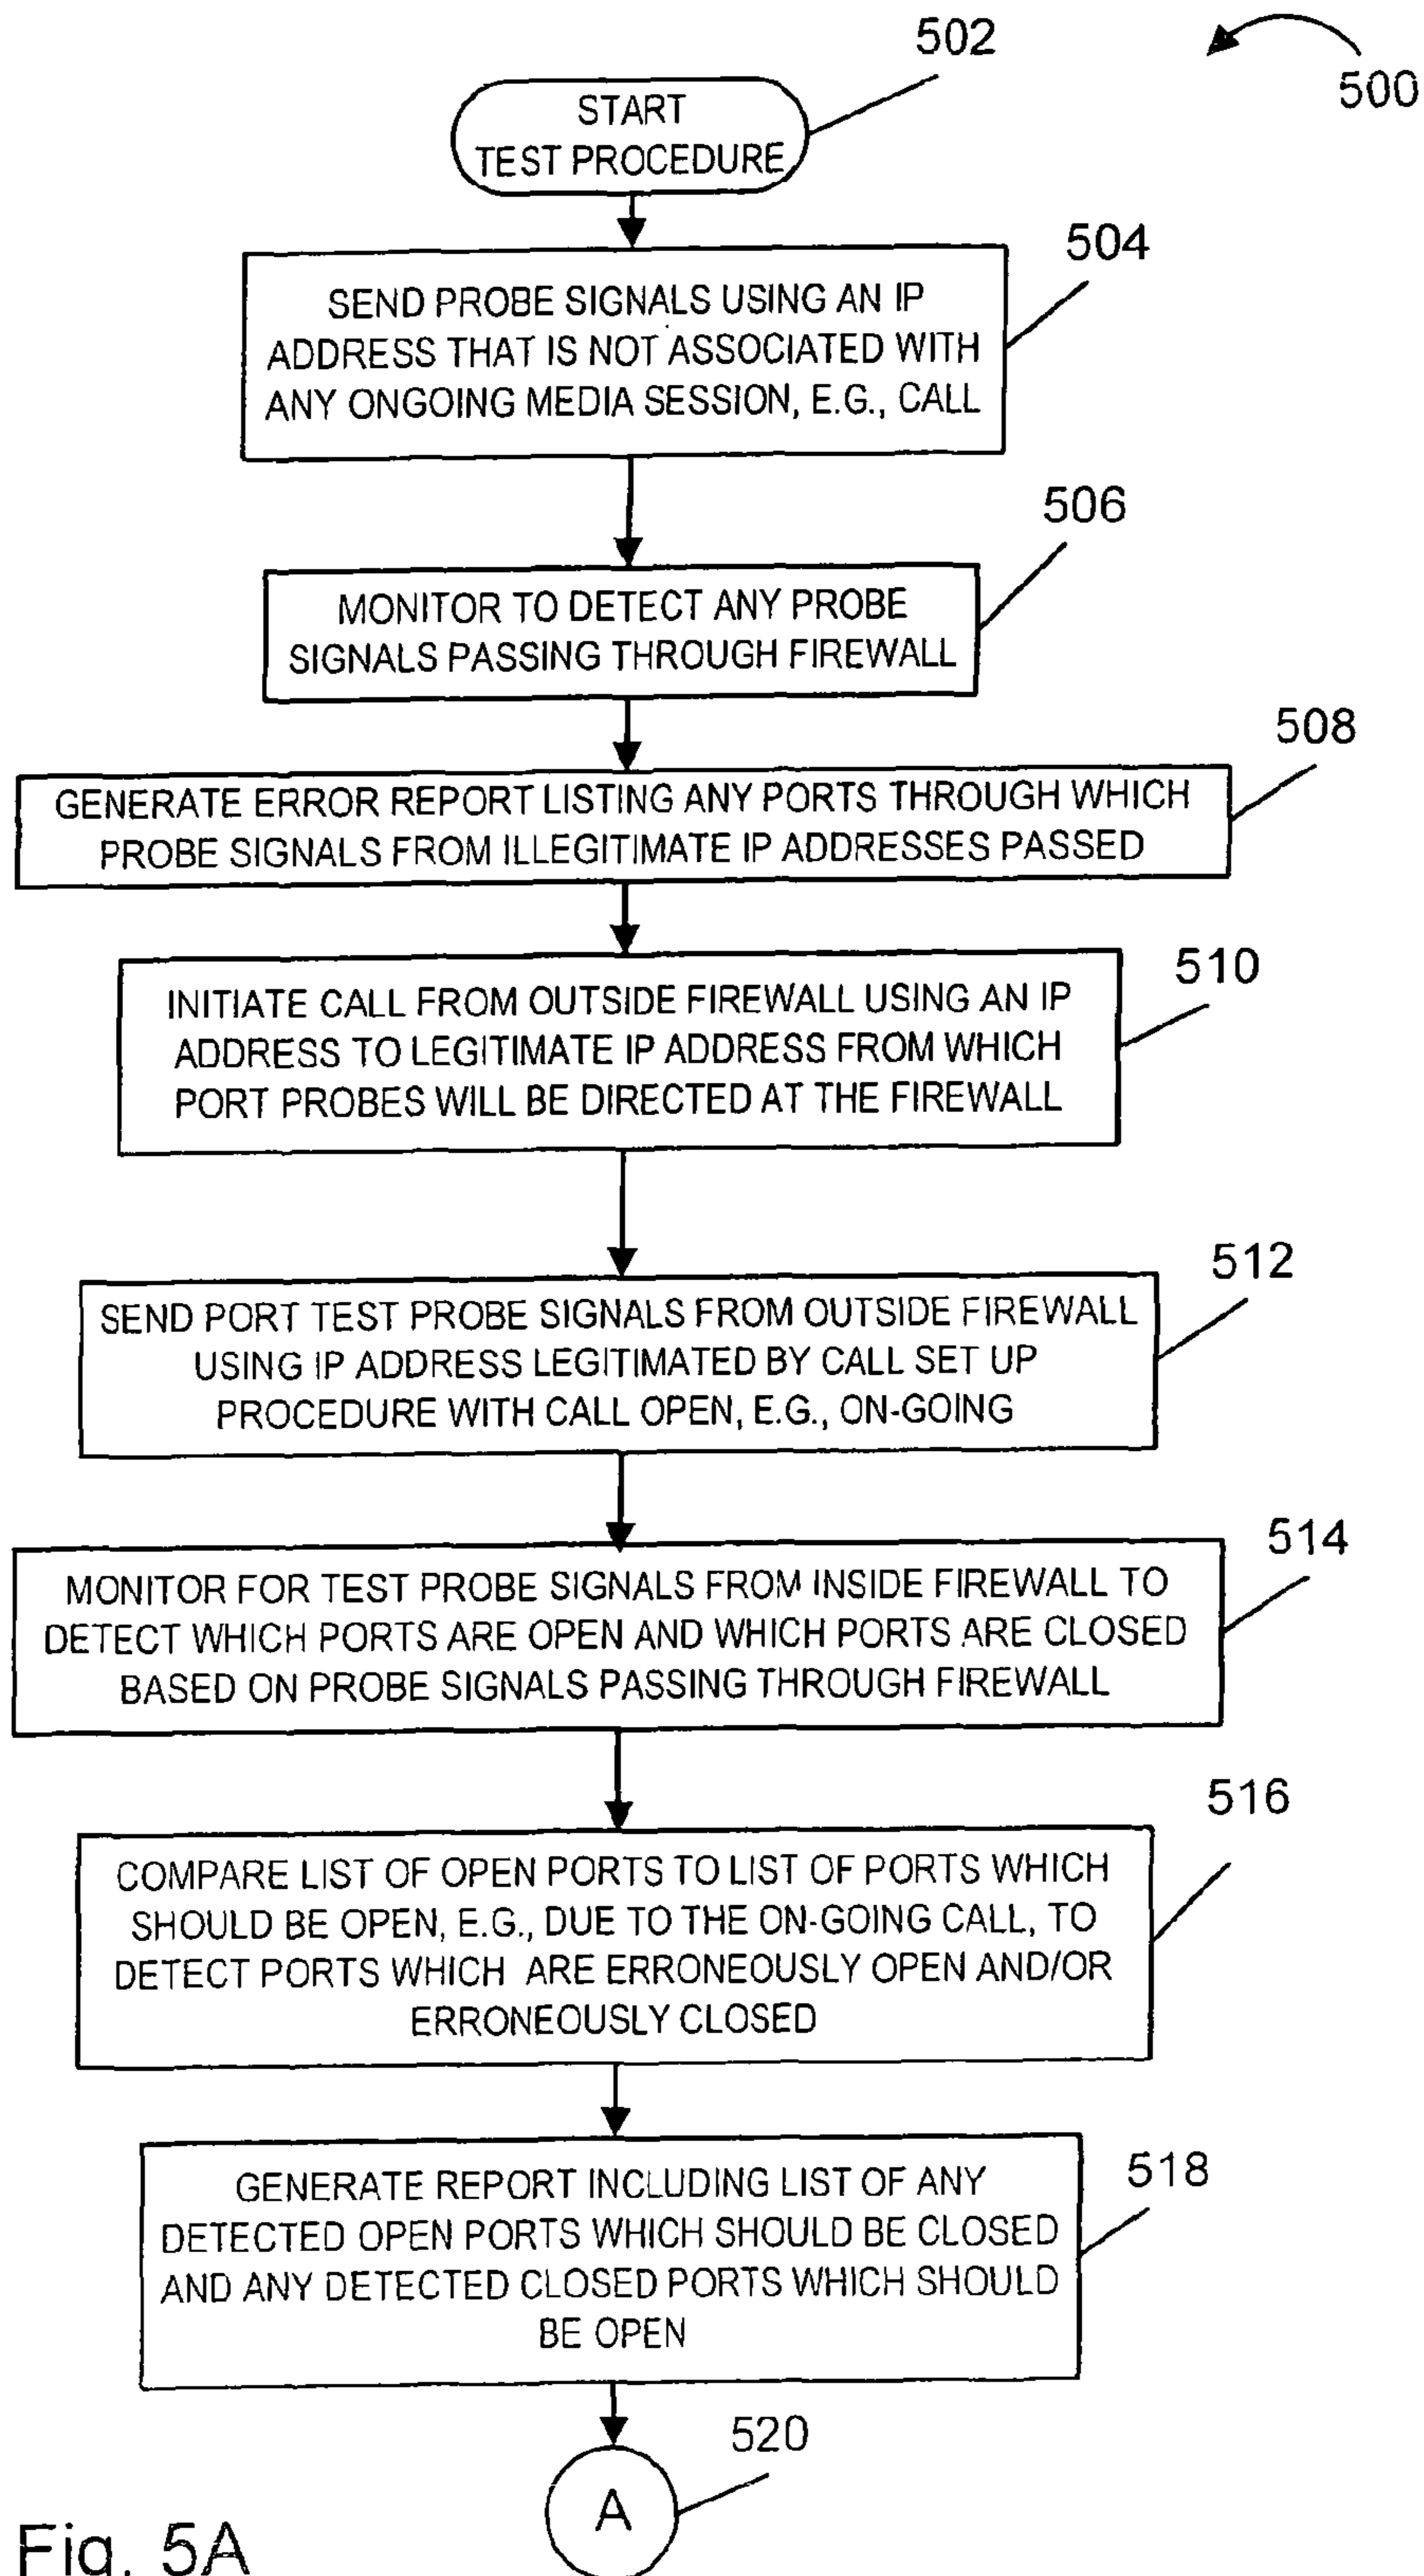 502
500
START
TEST PROCEDURE
504
SEND PROBE SIGNALS USING AN IP
ADDRESS THAT IS NOT ASSOCIATED WITH
ANY ONGOING MEDIA SESSION, E.G., CALL
506
MONITOR TO DETECT ANY PROBE
SIGNALS PASSING THROUGH FIREWALL
508
GENERATE ERROR REPORT LISTING ANY PORTS THROUGH WHICH
PROBE SIGNALS FROM ILLEGITIMATE IP ADDRESSES PASSED
510
INITIATE CALL FROM OUTSIDE FIREWALL USING AN IP
ADDRESS TO LEGITIMATE IP ADDRESS FROM WHICH
PORT PROBES WILL BE DIRECTED AT THE FIREWALL
512
SEND PORT TEST PROBE SIGNALS FROM OUTSIDE FIREWALL
USING IP ADDRESS LEGITIMATED BY CALL SET UP
PROCEDURE WITH CALL OPEN, E.G., ON-GOING
514
MONITOR FOR TEST PROBE SIGNALS FROM INSIDE FIREWALL TO
DETECT WHICH PORTS ARE OPEN AND WHICH PORTS ARE CLOSED
BASED ON PROBE SIGNALS PASSING THROUGH FIREWALL
516
COMPARE LIST OF OPEN PORTS TO LIST OF PORTS WHICH
SHOULD BE OPEN, E.G., DUE TO THE ON-GOING CALL, TO
DETECT PORTS WHICH ARE ERRONEOUSLY OPEN AND/OR
ERRONEOUSLY CLOSED
518
GENERATE REPORT INCLUDING LIST OF ANY
DETECTED OPEN PORTS WHICH SHOULD BE CLOSED
AND ANY DETECTED CLOSED PORTS WHICH SHOULD
BE OPEN
520
A
Fig. 5A